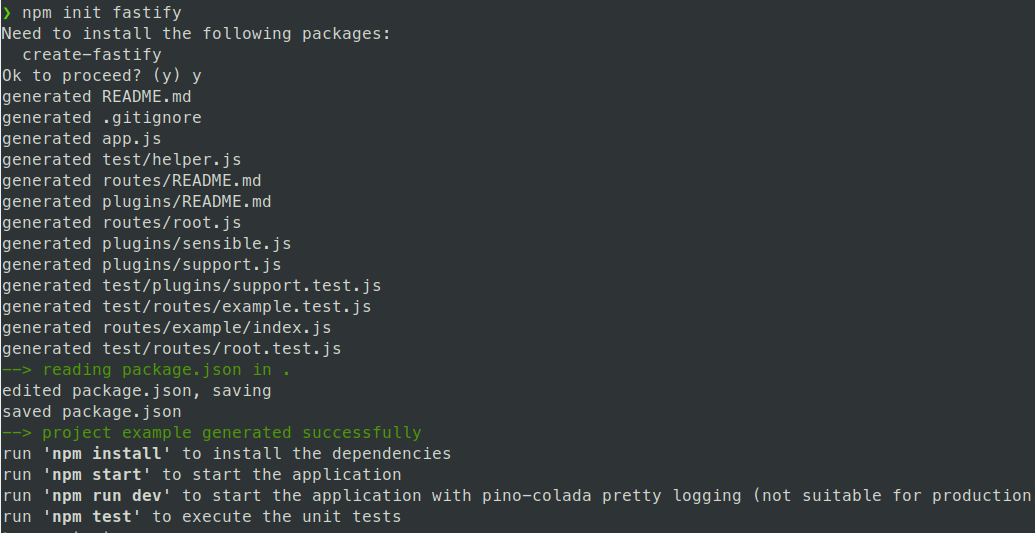 ❯ npm init fastify
Need to install the following packages:
  create-fastify
Ok to proceed? (y) y
generated README.md
generated .gitignore
generated app.js
generated test/helper.js
generated routes/README.md
generated plugins/README.md
generated routes/root.js
generated plugins/sensible.js
generated plugins/support.js
generated test/plugins/support.test.js
generated test/routes/example.test.js
generated routes/example/index.js
generated test/routes/root.test.js
--> reading package.json in .
edited package.json, saving
saved package.json
--> project example generated successfully
run 'npm install' to install the dependencies
run 'npm start' to start the application
run 'npm run dev' to start the application with pino-colada pretty logging (not suitable for production
run 'npm test' to execute the unit tests